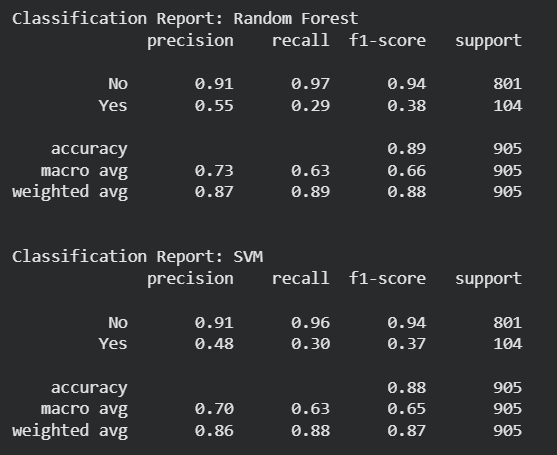 Classification Report: Random Forest
precision recall f1-score support
No 0.91 0.97 0.94 801
Yes 0.55 0.29 0.38 104
accuracy 0.89 905
macro avg 0.73 0.63 0.66 905
weighted avg 0.87 0.89 0.88 905
Classification Report: SVM
precision recall f1-score support
No 0.91 0.96 0.94 801
Yes 0.48 0.30 0.37 104
accuracy 0.88 905
macro avg 0.70 0.63 0.65 905
weighted avg 0.86 0.88 0.87 905